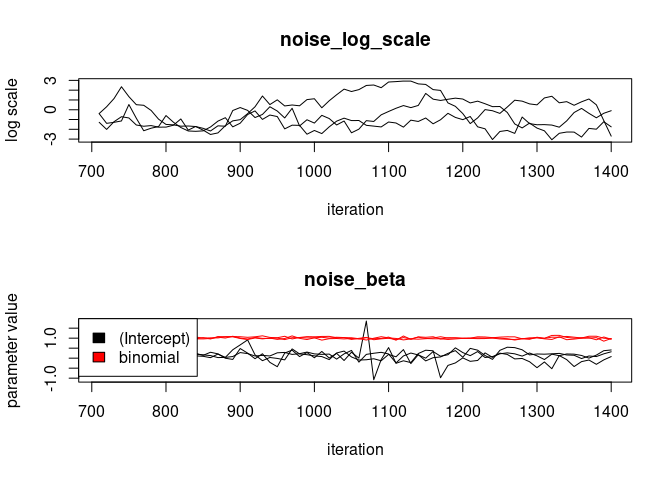 noise_log_scale
log scale
3
0
-3
700 800 900 1000 1100 1200 1300 1400
iteration
noise_beta
parameter value
1.0
-1.0
(Intercept)
binomial
700 800 900 1000 1100 1200 1300 1400
iteration